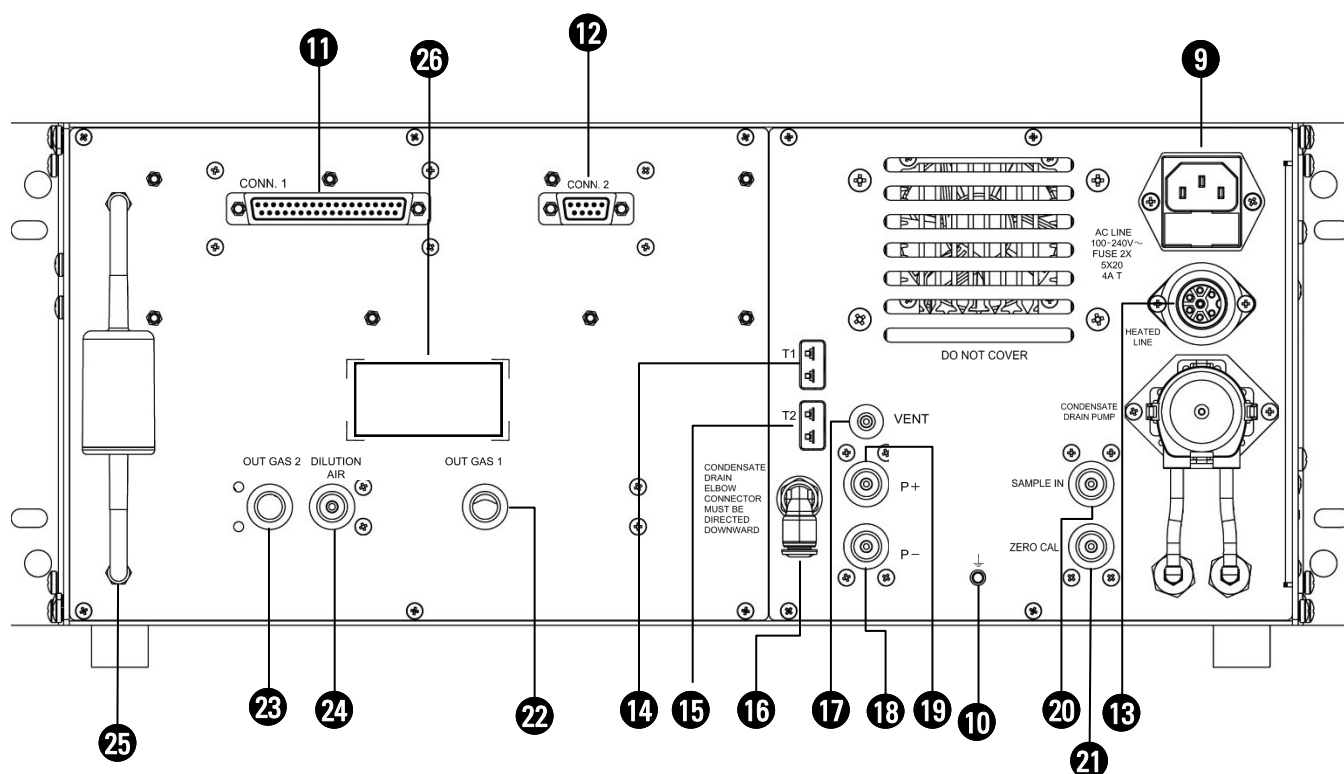 11
26
12
9
CONN. 1
CONN. 2
AC LINE
100-240V~
FUSE 2X
5X20
4A T
HEATED
LINE
DO NOT COVER
T1
T2
VENT
CONDENSATE
DRAIN PUMP
OUT GAS 2
DILUTION
AIR
OUT GAS 1
CONDENSATE
DRAIN
ELBOW
CONNECTOR
MUST BE
DIRECTED
DOWNWARD
P+
P-
SAMPLE IN
ZERO CAL
25
23
24
22
14
15
16
17
18
19
10
20
13
21